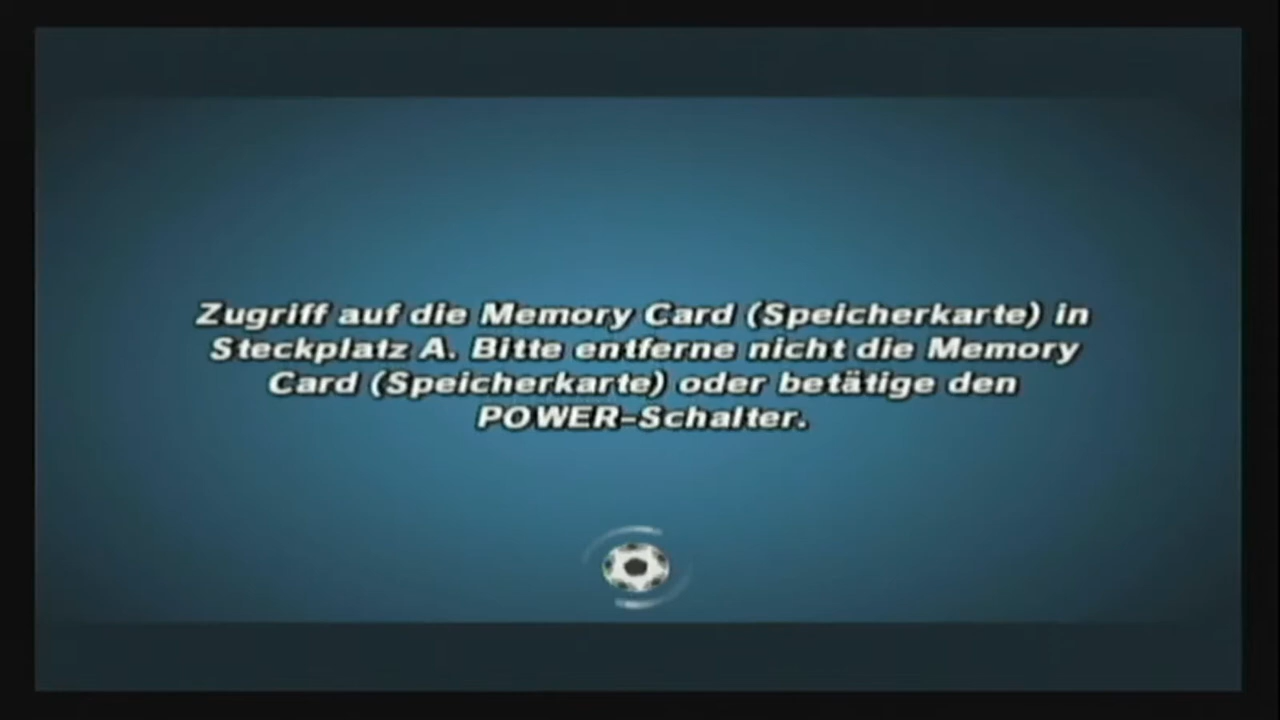 Zugriff auf die Memory Card (Speicherkarte) in
Steckplatz A. Bitte entferne nicht die Memory
Card (Speicherkarte) oder betätige den
POWER-Schalter.